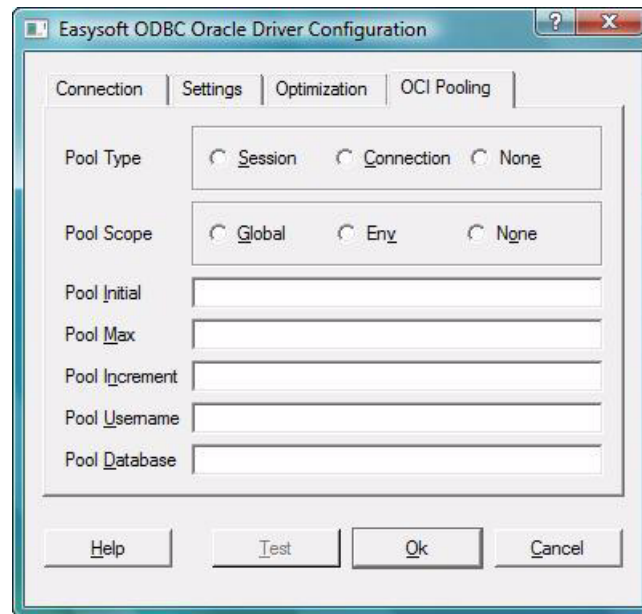 Easysoft ODBC Oracle Driver Configuration
?
Connection Settings Optimization OCI Pooling
Pool Type Session Connection None
Pool Scope Global Env None
Pool Initial
Pool Max
Pool Increment
Pool Username
Pool Database
Help Test Ok Cancel